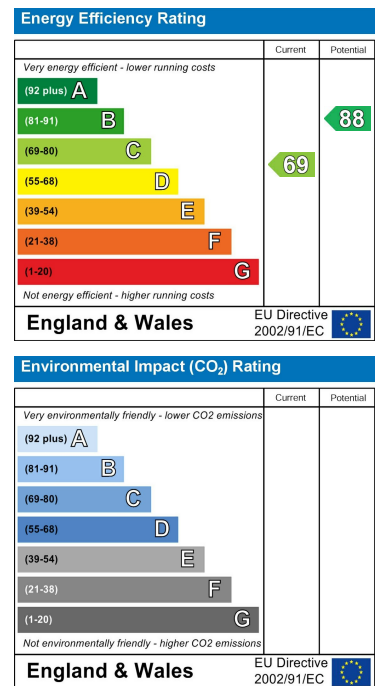 Energy Efficiency Rating
Current Potential
Very energy efficient - lower running costs
(92 plus) A
(81-91) B
88
(69-80) C
69
(55-68) D
(39-54) E
(21-38) F
(1-20) G
Not energy efficient - higher running costs
England & Wales
EU Directive
2002/91/EC
Environmental Impact (CO₂) Rating
Current Potential
Very environmentally friendly - lower CO2 emissions
(92 plus) A
(81-91) B
(69-80) C
(55-68) D
(39-54) E
(21-38) F
(1-20) G
Not environmentally friendly - higher CO2 emissions
England & Wales
EU Directive
2002/91/EC